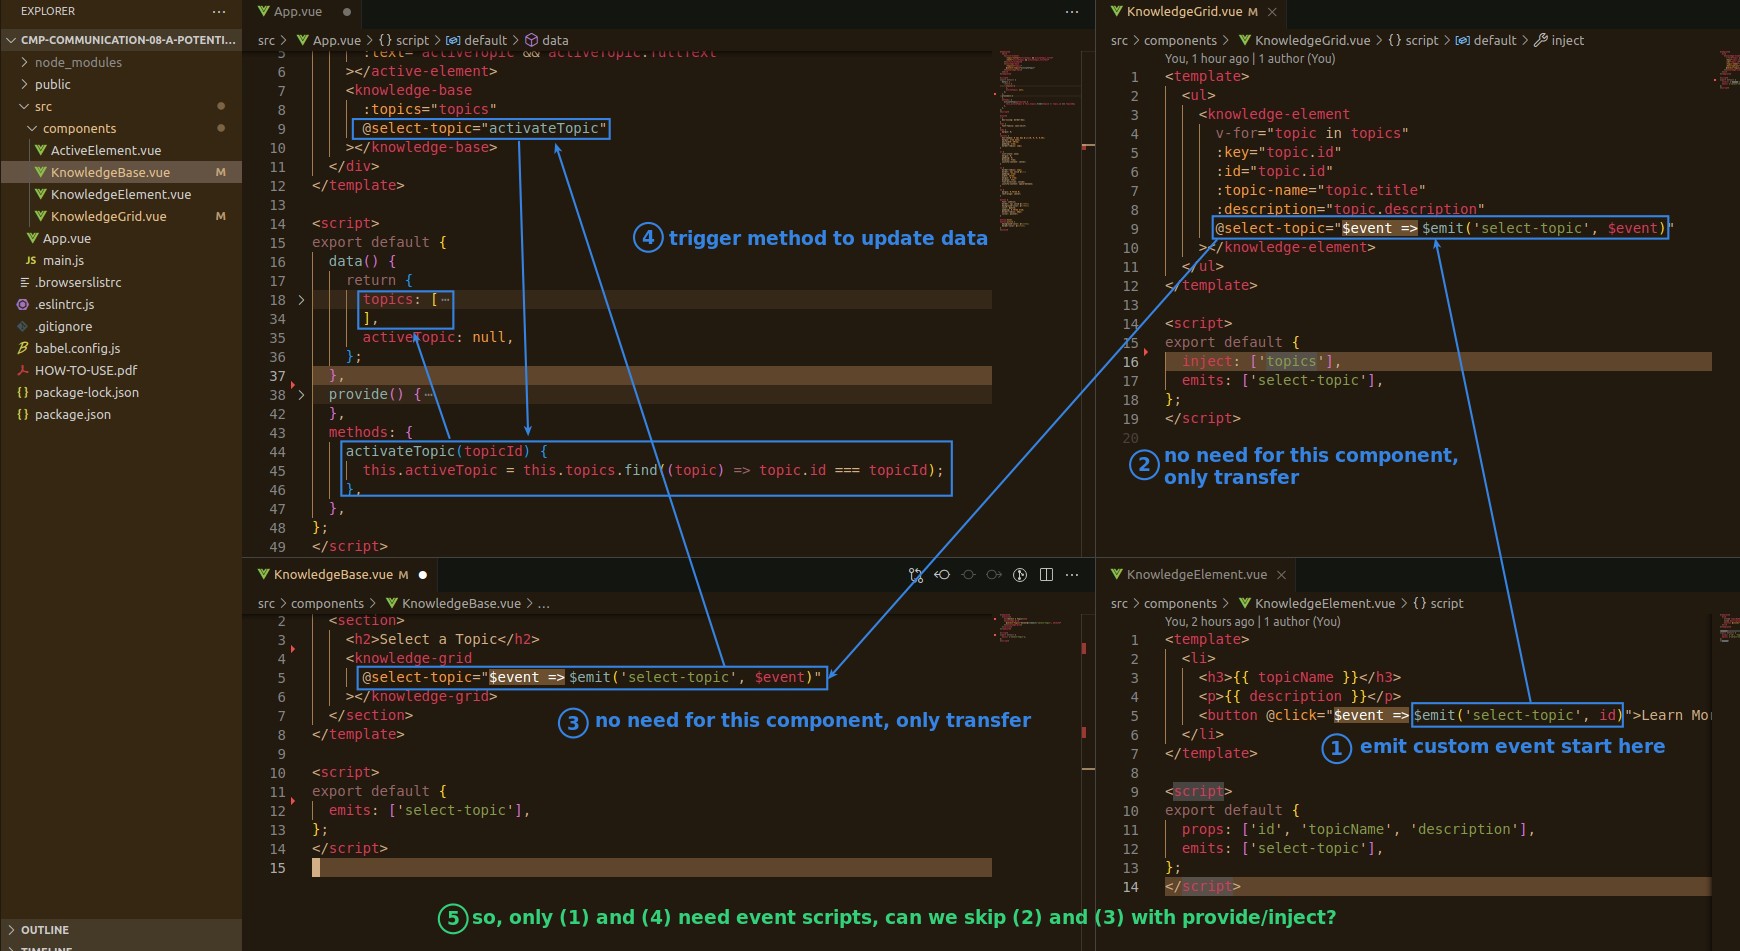 EXPLORER
CMP-COMMUNICATION-08-A-POTENTI...
node_modules
public
src
components
ActiveElement.vue
KnowledgeBase.vue M
KnowledgeElement.vue
KnowledgeGrid.vue M
App.vue
JS main.js
.browserslistrc
.eslintrc.js
.gitignore
babel.config.js
HOW-TO-USE.pdf
package-lock.json
package.json
OUTLINE
TIMELINE
App.vue
src > App.vue > {} script > default > data
5 :text="activeTopic && activeTopic.fullText"
6 ></active-element>
7 <knowledge-base
8 :topics="topics"
9 @select-topic="activateTopic"
10 ></knowledge-base>
11 </div>
12 </template>
13
14 <script>
15 export default {
16 data() {
17 return {
18 topics: [ ⋯
34 ],
35 activeTopic: null,
36 };
37 },
38 provide() { ⋯
42 },
43 methods: {
44 activateTopic(topicId) {
45 this.activeTopic = this.topics.find((topic) => topic.id === topicId);
46 },
47 },
48 };
49 </script>
4 trigger method to update data
KnowledgeGrid.vue M
src > components > KnowledgeGrid.vue > {} script > default > inject
You, 1 hour ago | 1 author (You)
1 <template>
2 <ul>
3 <knowledge-element
4 v-for="topic in topics"
5 :key="topic.id"
6 :id="topic.id"
7 :topic-name="topic.title"
8 :description="topic.description"
9 @select-topic="$event => $emit('select-topic', $event)"
10 ></knowledge-element>
11 </ul>
12 </template>
13
14 <script>
15 export default {
16 inject: ['topics'],
17 emits: ['select-topic'],
18 };
19 </script>
20
2 no need for this component,
only transfer
KnowledgeBase.vue M
src > components > KnowledgeBase.vue > ...
2 <section>
3 <h2>Select a Topic</h2>
4 <knowledge-grid
5 @select-topic="$event => $emit('select-topic', $event)"
6 ></knowledge-grid>
7 </section>
8 </template>
9
10 <script>
11 export default {
12 emits: ['select-topic'],
13 };
14 </script>
15
3 no need for this component, only transfer
KnowledgeElement.vue
src > components > KnowledgeElement.vue > {} script
You, 2 hours ago | 1 author (You)
1 <template>
2 <li>
3 <h3>{{ topicName }}</h3>
4 <p>{{ description }}</p>
5 <button @click="$event => $emit('select-topic', id)">Learn Mor
6 </li>
7 </template>
8
9 <script>
10 export default {
11 props: ['id', 'topicName', 'description'],
12 emits: ['select-topic'],
13 };
14 </script>
1 emit custom event start here
5 so, only (1) and (4) need event scripts, can we skip (2) and (3) with provide/inject?